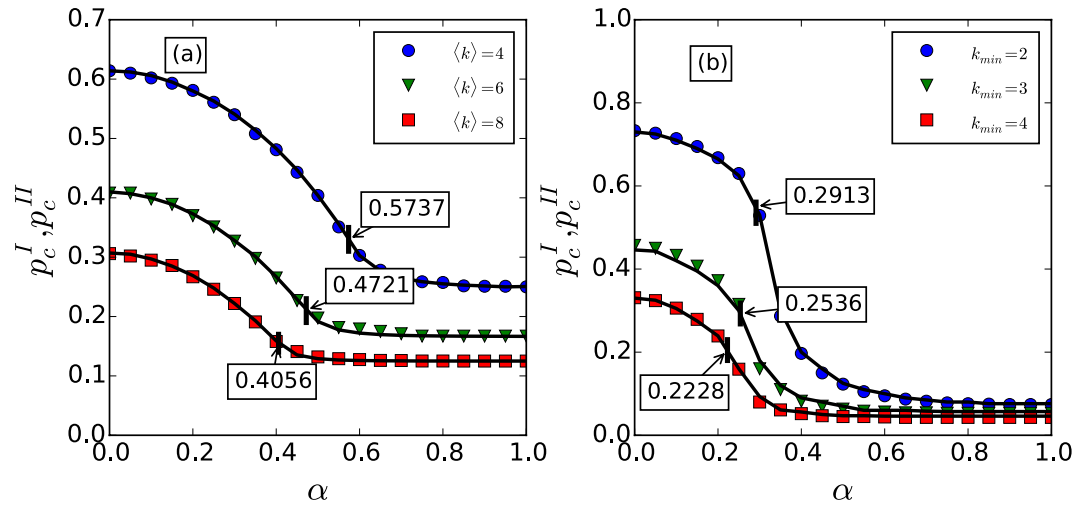 0.7
0.6
0.5
0.4
0.3
0.2
0.1
0.0
p_c^I, p_c^II
(a)
⟨k⟩=4
⟨k⟩=6
⟨k⟩=8
0.5737
0.4721
0.4056
0.0 0.2 0.4 0.6 0.8 1.0
α
1.0
0.8
0.6
0.4
0.2
0.0
p_c^I, p_c^II
(b)
k_min=2
k_min=3
k_min=4
0.2913
0.2536
0.2228
0.0 0.2 0.4 0.6 0.8 1.0
α